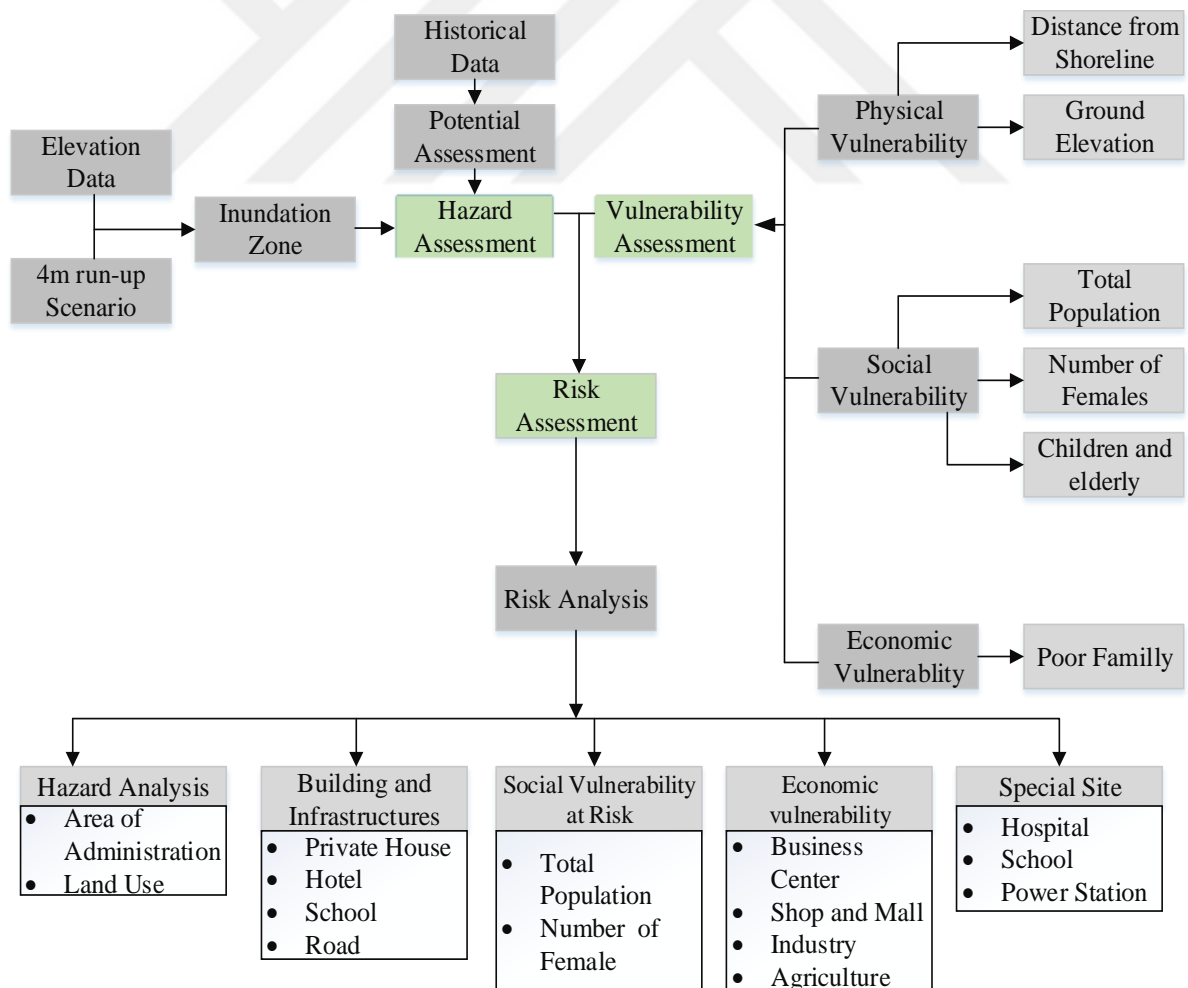 Historical
Data
Potential
Assessment
Elevation
Data
4m run-up
Scenario
Inundation
Zone
Hazard
Assessment
Vulnerability
Assessment
Physical
Vulnerability
Distance from
Shoreline
Ground
Elevation
Social
Vulnerability
Total
Population
Number of
Females
Children and
elderly
Economic
Vulnerablity
Poor Familly
Risk
Assessment
Risk Analysis
Hazard Analysis
• Area of
Administration
• Land Use
Building and
Infrastructures
• Private House
• Hotel
• School
• Road
Social Vulnerability
at Risk
• Total
Population
• Number of
Female
Economic
vulnerability
• Business
Center
• Shop and Mall
• Industry
• Agriculture
Special Site
• Hospital
• School
• Power Station